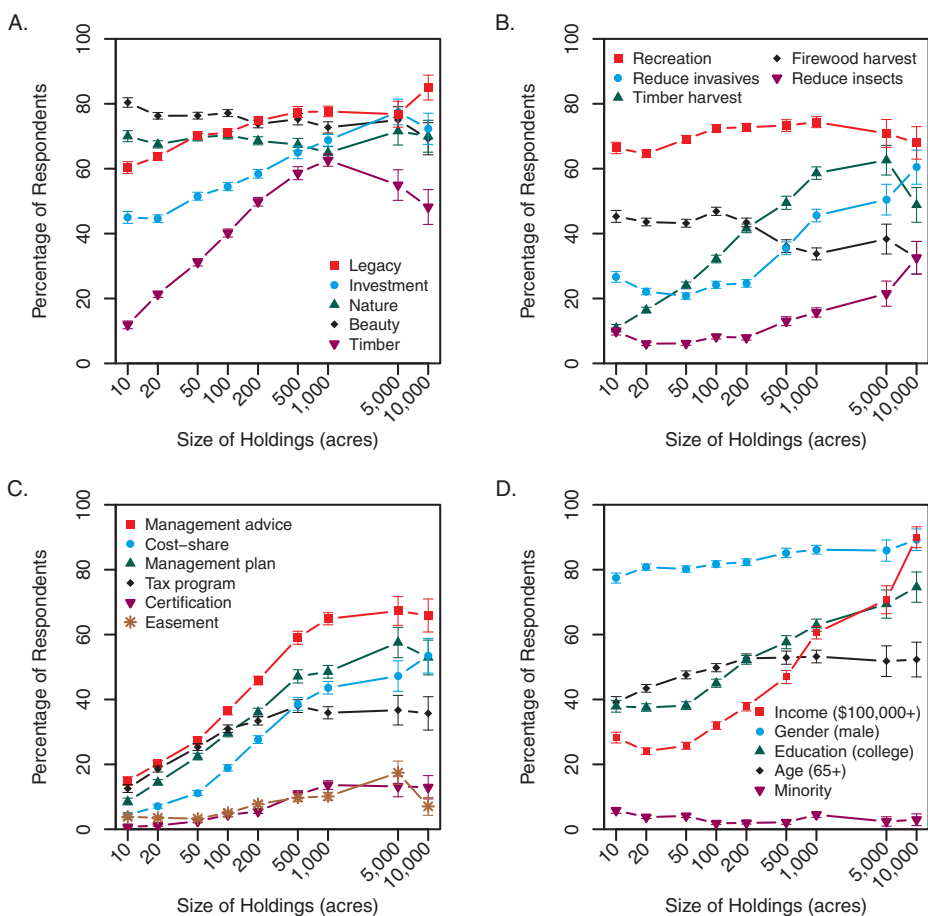 A.
Percentage of Respondents
100
80
60
40
20
0
Legacy
Investment
Nature
Beauty
Timber
10
20
50
100
200
500
1,000
5,000
10,000
Size of Holdings (acres)
B.
Percentage of Respondents
100
80
60
40
20
0
Recreation
Reduce invasives
Timber harvest
Firewood harvest
Reduce insects
10
20
50
100
200
500
1,000
5,000
10,000
Size of Holdings (acres)
C.
Percentage of Respondents
100
80
60
40
20
0
Management advice
Cost–share
Management plan
Tax program
Certification
Easement
10
20
50
100
200
500
1,000
5,000
10,000
Size of Holdings (acres)
D.
Percentage of Respondents
100
80
60
40
20
0
Income ($100,000+)
Gender (male)
Education (college)
Age (65+)
Minority
10
20
50
100
200
500
1,000
5,000
10,000
Size of Holdings (acres)